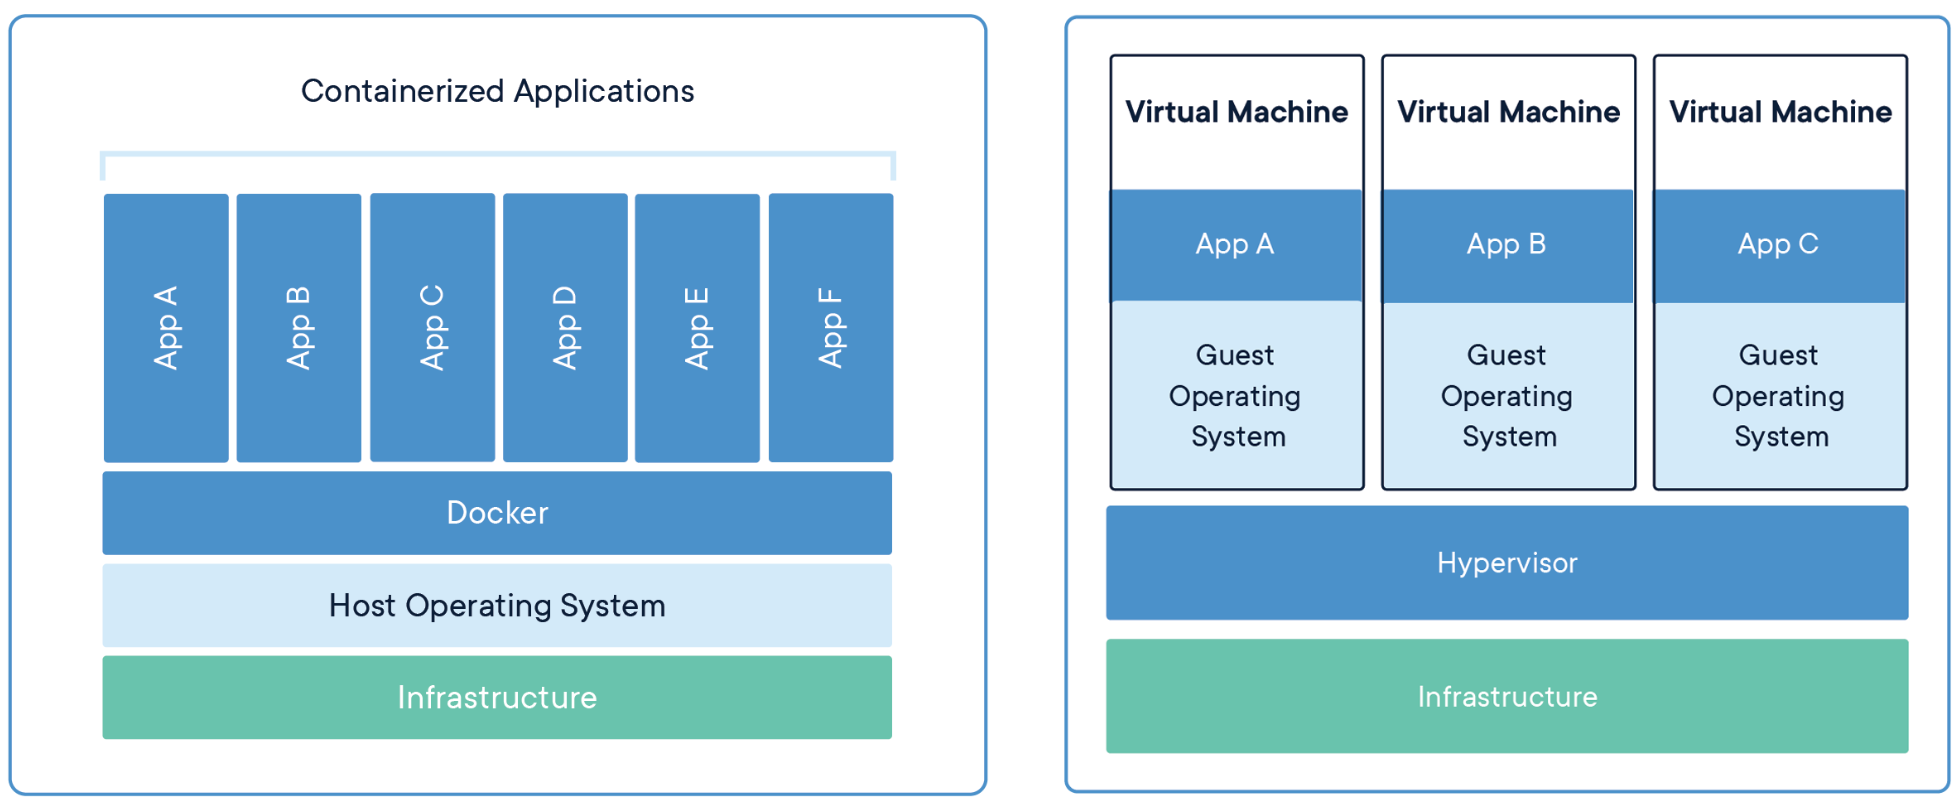 Containerized Applications
App A
App B
App C
App D
App E
App F
Docker
Host Operating System
Infrastructure
Virtual Machine
App A
Guest
Operating
System
Virtual Machine
App B
Guest
Operating
System
Virtual Machine
App C
Guest
Operating
System
Hypervisor
Infrastructure